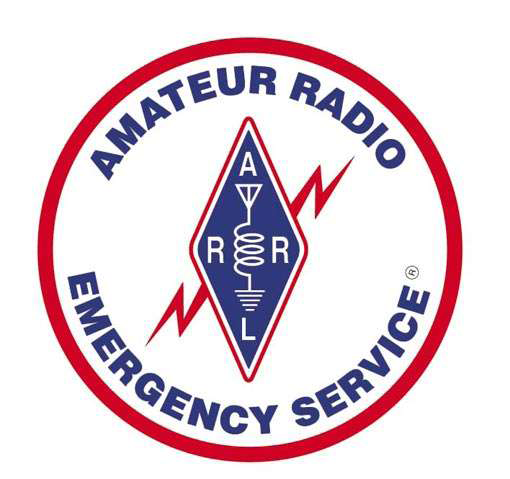 AMATEUR RADIO
A
R R
L
EMERGENCY SERVICE®